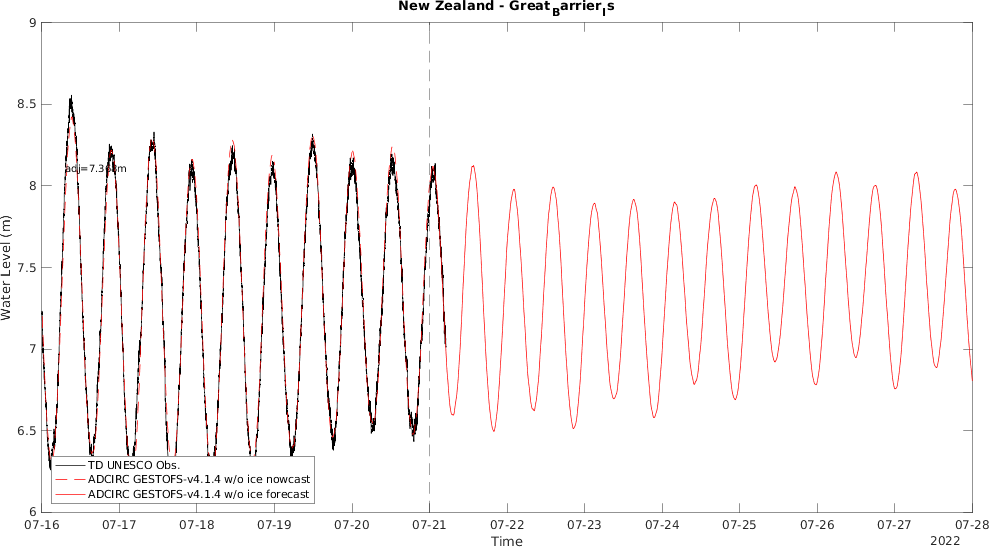 New Zealand - Great_Barrier_Is
9
8.5
8
7.5
7
6.5
6
Water Level (m)
TD UNESCO Obs.
ADCIRC GESTOFS-v4.1.4 w/o ice nowcast
ADCIRC GESTOFS-v4.1.4 w/o ice forecast
07-16 07-17 07-18 07-19 07-20 07-21 07-22 07-23 07-24 07-25 07-26 07-27 07-28
Time
2022